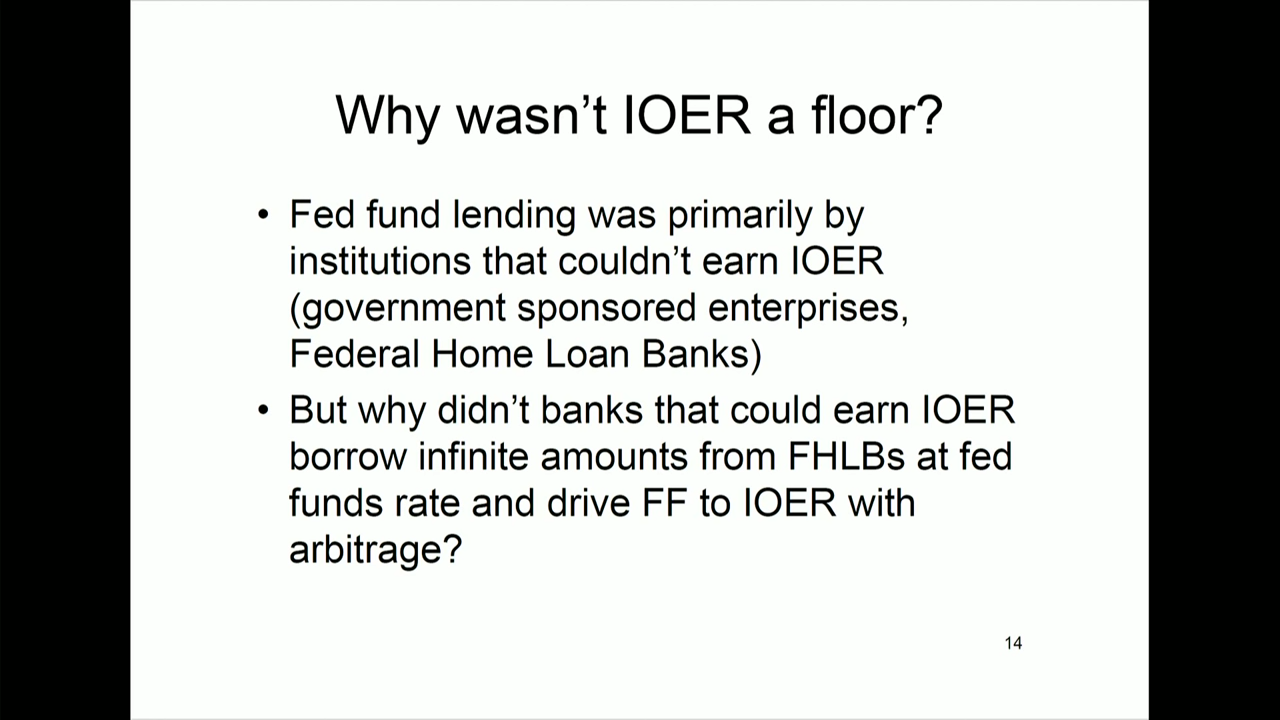 Why wasn’t IOER a floor?
• Fed fund lending was primarily by
institutions that couldn’t earn IOER
(government sponsored enterprises,
Federal Home Loan Banks)
• But why didn’t banks that could earn IOER
borrow infinite amounts from FHLBs at fed
funds rate and drive FF to IOER with
arbitrage?
14